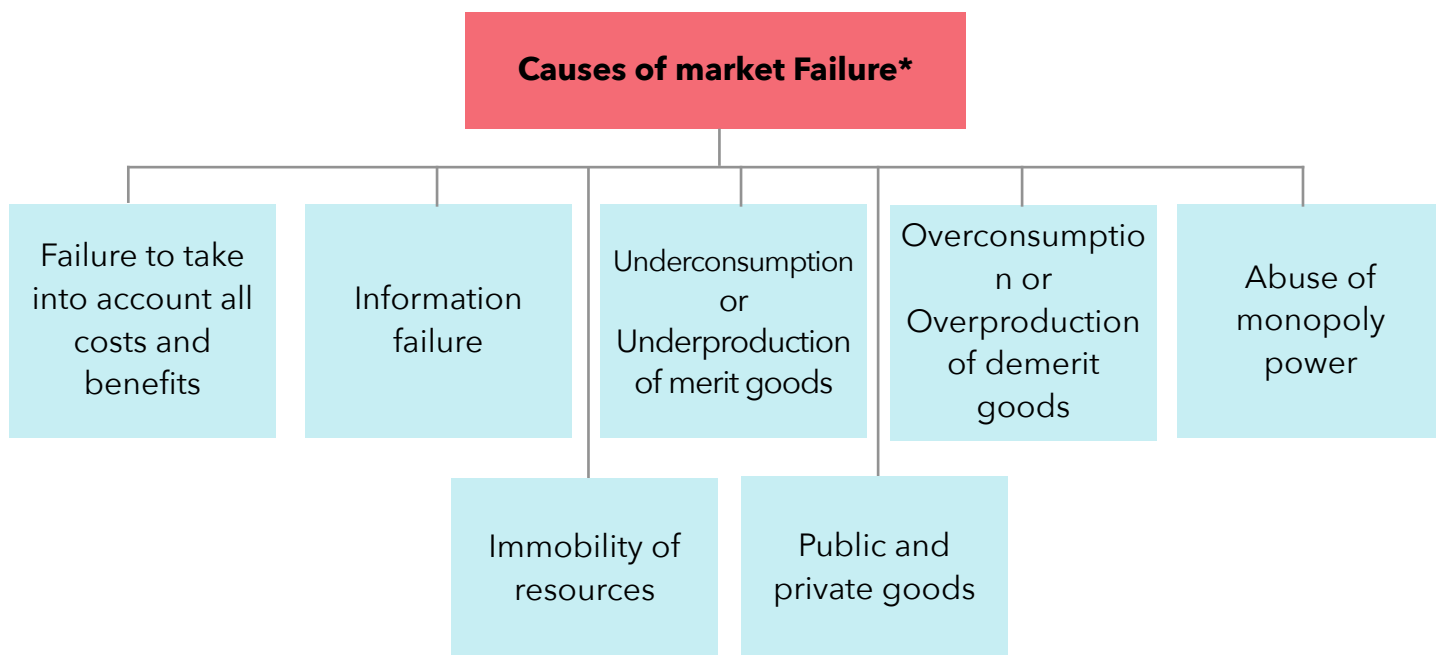 Causes of market Failure*
Failure to take
into account all
costs and
benefits
Information
failure
Underconsumption
or
Underproduction
of merit goods
Overconsumptio
n or
Overproduction
of demerit
goods
Abuse of
monopoly
power
Immobility of
resources
Public and
private goods